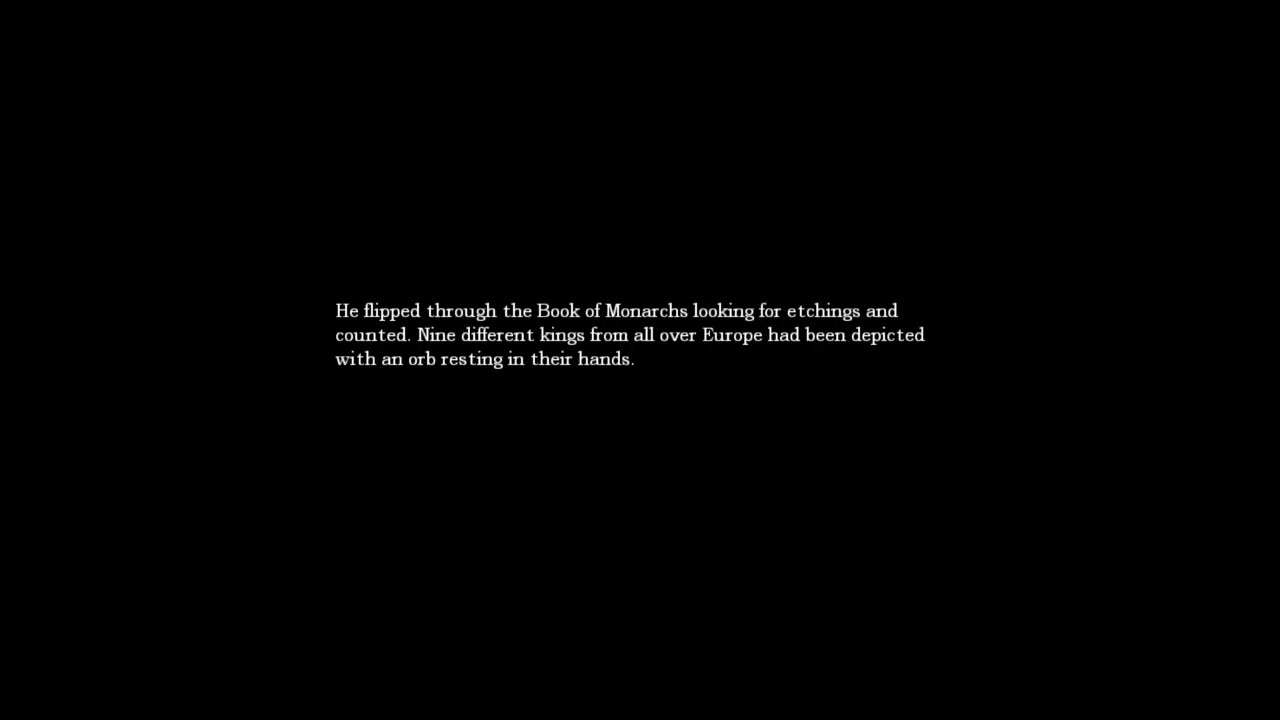 He flipped through the Book of Monarchs looking for etchings and
counted. Nine different kings from all over Europe had been depicted
with an orb resting in their hands.